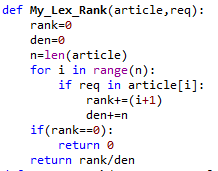 def My_Lex_Rank(article,req):
    rank=0
    den=0
    n=len(article)
    for i in range(n):
        if req in article[i]:
            rank+=(i+1)
            den+=n
    if(rank==0):
        return 0
    return rank/den